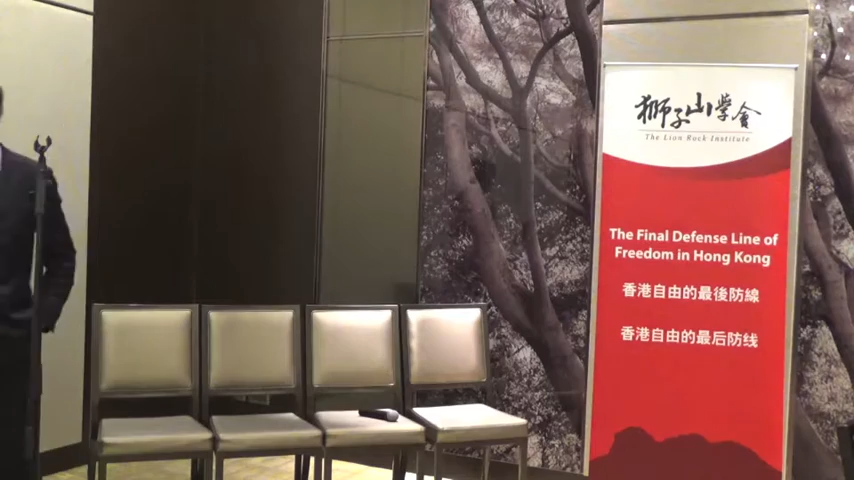 獅子山學會
The Lion Rock Institute
The Final Defense Line of
Freedom in Hong Kong
香港自由的最後防線
香港自由的最后防线